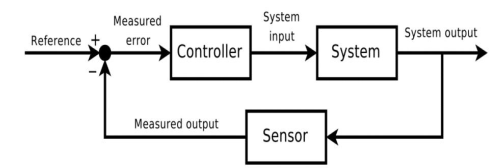 Reference
+
−
Measured
error
Controller
System
input
System
System output
Measured output
Sensor